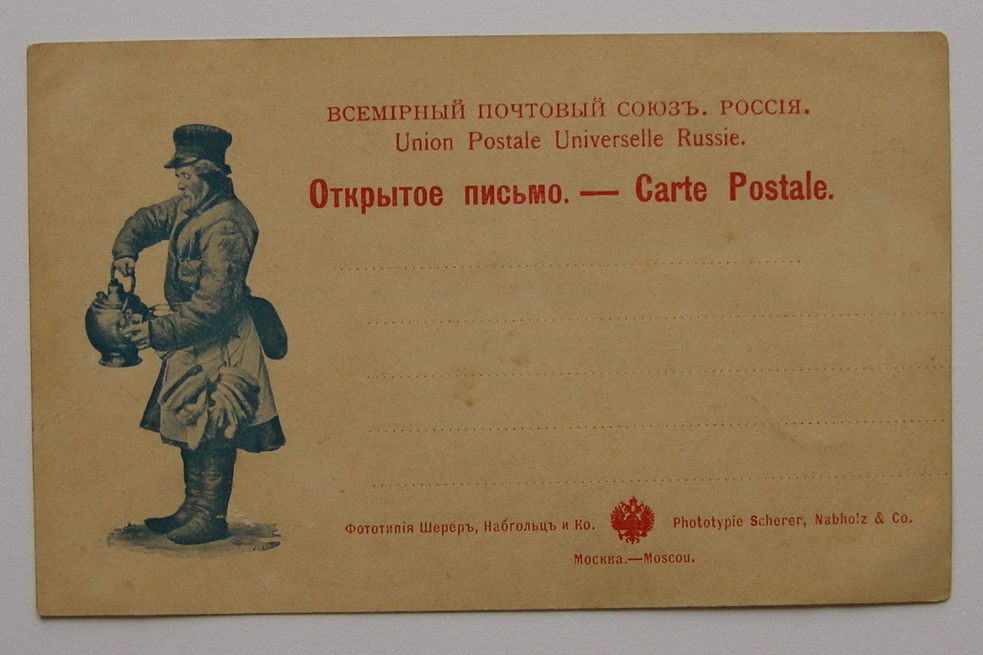 ВСЕМІРНЫЙ ПОЧТОВЫЙ СОЮЗЪ. РОССІЯ.
Union Postale Universelle Russie.
Открытое письмо. — Carte Postale.
Фототипія Шереръ, Набгольцъ и Ко. Phototypie Scherer, Nabholz & Co.
Москва.—Moscou.